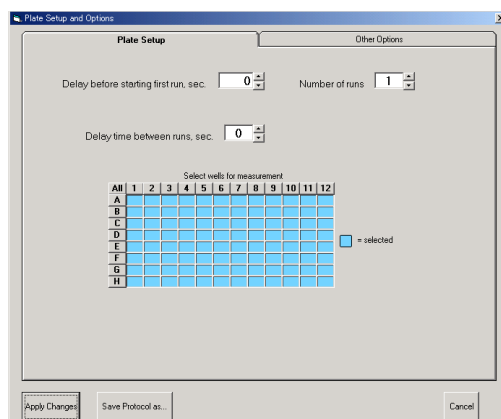 Plate Setup and Options
Plate Setup Other Options
Delay before starting first run, sec. 0 Number of runs 1
Delay time between runs, sec. 0
Select wells for measurement
All 1 2 3 4 5 6 7 8 9 10 11 12
A
B
C
D
E = selected
F
G
H
Apply Changes Save Protocol as... Cancel